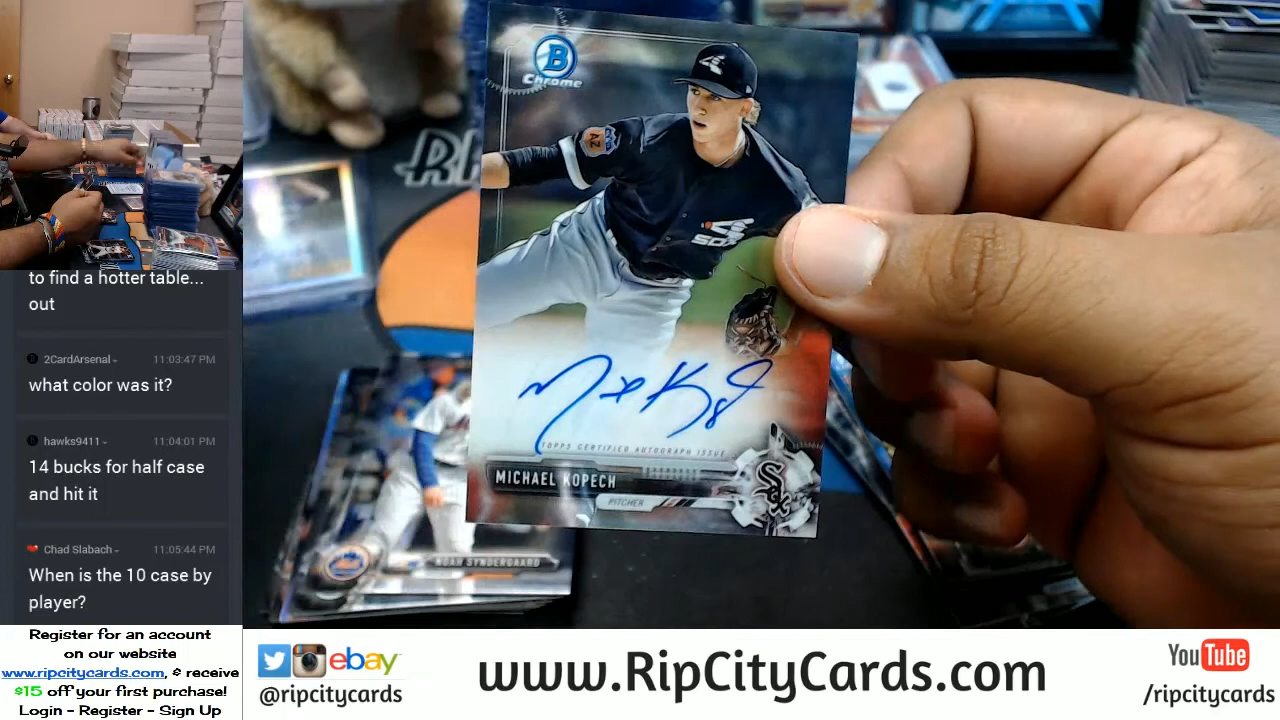 to find a hotter table...
out
2CardArsenal
11:03:47 PM
what color was it?
hawks9411
11:04:01 PM
14 bucks for half case
and hit it
Chad Slabach
11:05:44 PM
When is the 10 case by
player?
Register for an account
on our website
www.ripcitycards.com, & receive
$15 off your first purchase!
Login - Register - Sign Up
B
Chrome
AZ
SOX
TOPPS CERTIFIED AUTOGRAPH ISSUE
MICHAEL KOPECH
PITCHER
Sox
NOAH SYNDERGAARD
RI
ebay
@ripcitycards
www.RipCityCards.com
YouTube
/ripcitycards